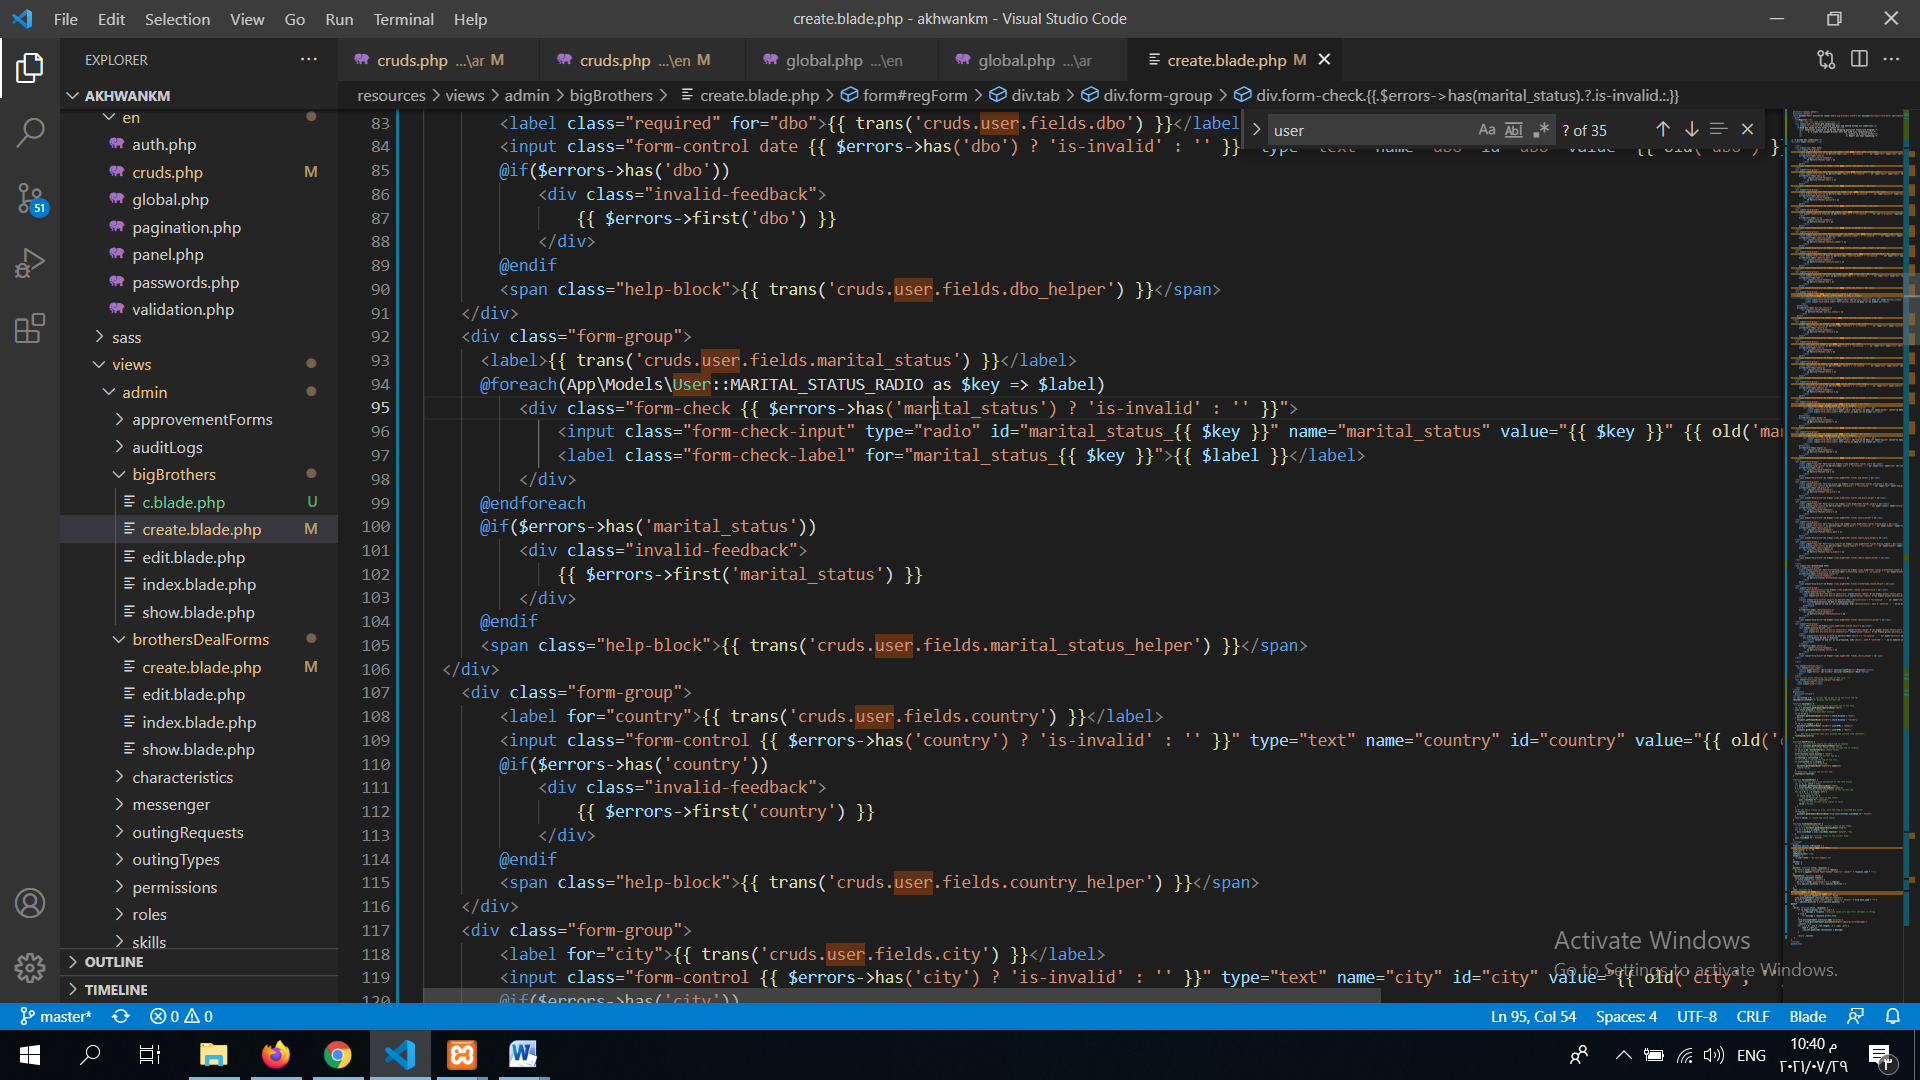 File Edit Selection View Go Run Terminal Help
create.blade.php - akhwankm - Visual Studio Code
EXPLORER
cruds.php ...\ar M
cruds.php ...\en M
global.php ...\en
global.php ...\ar
create.blade.php M
AKHWANKM
resources > views > admin > bigBrothers > create.blade.php > form#regForm > div.tab > div.form-group > div.form-check.{{.$errors->has(marital_status).?.is-invalid.:.}}
user
Aa Abl .* ? of 35
en
auth.php
cruds.php M
global.php
pagination.php
panel.php
passwords.php
validation.php
sass
views
admin
approvementForms
auditLogs
bigBrothers
c.blade.php U
create.blade.php M
edit.blade.php
index.blade.php
show.blade.php
brothersDealForms
create.blade.php M
edit.blade.php
index.blade.php
show.blade.php
characteristics
messenger
outingRequests
outingTypes
permissions
roles
skills
OUTLINE
TIMELINE
51
83 <label class="required" for="dbo">{{ trans('cruds.user.fields.dbo') }}</label
84 <input class="form-control date {{ $errors->has('dbo') ? 'is-invalid' : '' }}" type="text" name="dbo" id="dbo" value="{{ old('dbo') }}
85 @if($errors->has('dbo'))
86 <div class="invalid-feedback">
87 {{ $errors->first('dbo') }}
88 </div>
89 @endif
90 <span class="help-block">{{ trans('cruds.user.fields.dbo_helper') }}</span>
91 </div>
92 <div class="form-group">
93 <label>{{ trans('cruds.user.fields.marital_status') }}</label>
94 @foreach(App\Models\User::MARITAL_STATUS_RADIO as $key => $label)
95 <div class="form-check {{ $errors->has('marital_status') ? 'is-invalid' : '' }}">
96 <input class="form-check-input" type="radio" id="marital_status_{{ $key }}" name="marital_status" value="{{ $key }}" {{ old('mar
97 <label class="form-check-label" for="marital_status_{{ $key }}">{{ $label }}</label>
98 </div>
99 @endforeach
100 @if($errors->has('marital_status'))
101 <div class="invalid-feedback">
102 {{ $errors->first('marital_status') }}
103 </div>
104 @endif
105 <span class="help-block">{{ trans('cruds.user.fields.marital_status_helper') }}</span>
106 </div>
107 <div class="form-group">
108 <label for="country">{{ trans('cruds.user.fields.country') }}</label>
109 <input class="form-control {{ $errors->has('country') ? 'is-invalid' : '' }}" type="text" name="country" id="country" value="{{ old('c
110 @if($errors->has('country'))
111 <div class="invalid-feedback">
112 {{ $errors->first('country') }}
113 </div>
114 @endif
115 <span class="help-block">{{ trans('cruds.user.fields.country_helper') }}</span>
116 </div>
117 <div class="form-group">
118 <label for="city">{{ trans('cruds.user.fields.city') }}</label>
119 <input class="form-control {{ $errors->has('city') ? 'is-invalid' : '' }}" type="text" name="city" id="city" value="{{ old('city',
120 @if($errors->has('city'))
Activate Windows
Go to Settings to activate Windows.
master* 0 0
Ln 95, Col 54 Spaces: 4 UTF-8 CRLF Blade
ENG
10:40 م
٢٠٢١/٠٧/٢٩
٣